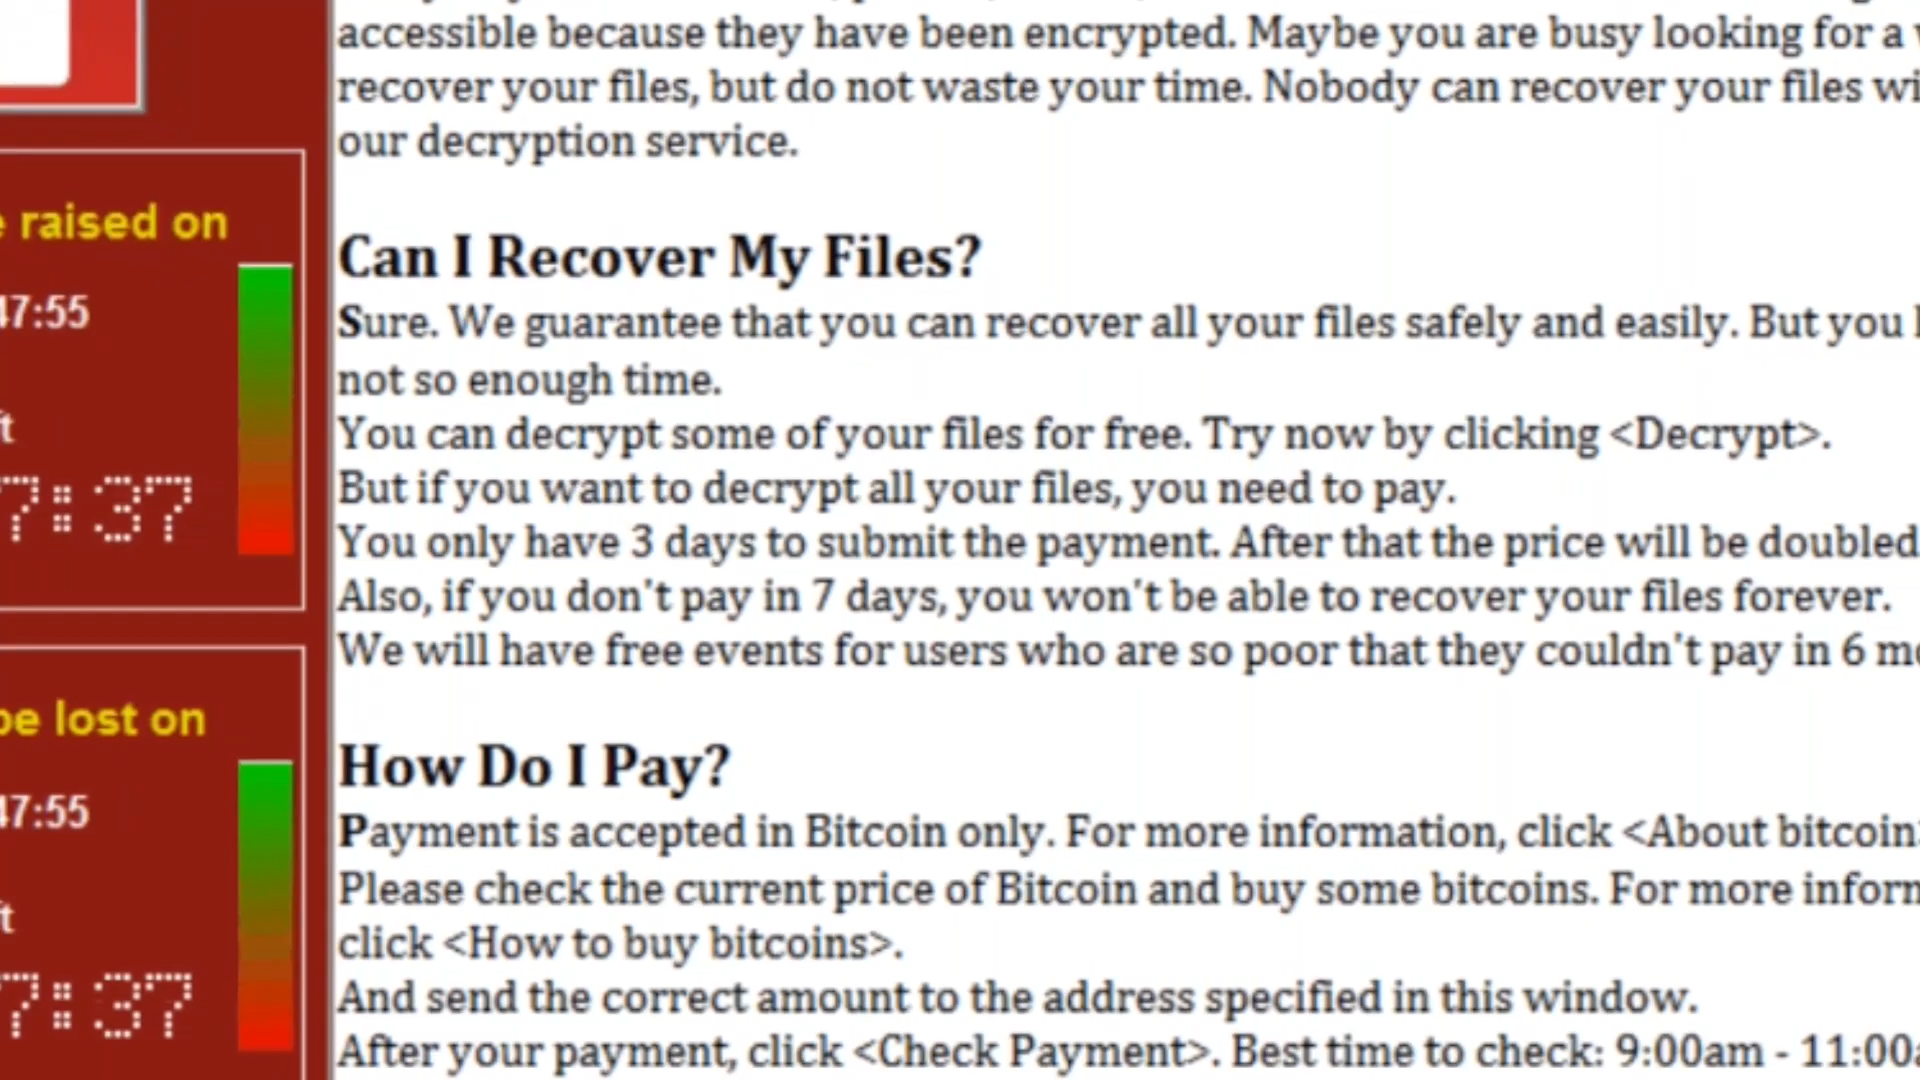 accessible because they have been encrypted. Maybe you are busy looking for a
recover your files, but do not waste your time. Nobody can recover your files
our decryption service.
raised on
47:55
7:37
Can I Recover My Files?
Sure. We guarantee that you can recover all your files safely and easily. But you
not so enough time.
You can decrypt some of your files for free. Try now by clicking <Decrypt>.
But if you want to decrypt all your files, you need to pay.
You only have 3 days to submit the payment. After that the price will be doubled
Also, if you don't pay in 7 days, you won't be able to recover your files forever.
We will have free events for users who are so poor that they couldn't pay in 6
be lost on
47:55
7:37
How Do I Pay?
Payment is accepted in Bitcoin only. For more information, click <About bitcoin
Please check the current price of Bitcoin and buy some bitcoins. For more
click <How to buy bitcoins>.
And send the correct amount to the address specified in this window.
After your payment, click <Check Payment>. Best time to check: 9:00am - 11:00